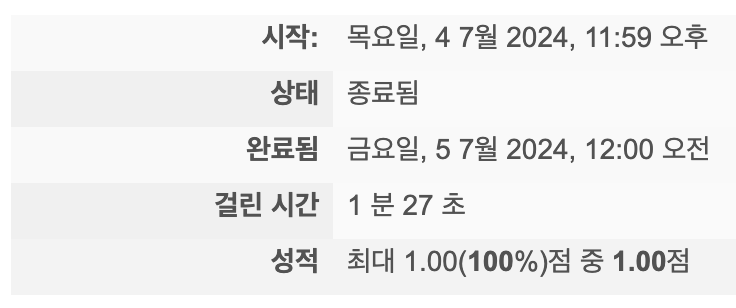 시작: 목요일, 4 7월 2024, 11:59 오후
상태 종료됨
완료됨 금요일, 5 7월 2024, 12:00 오전
걸린 시간 1 분 27 초
성적 최대 1.00(100%)점 중 1.00점